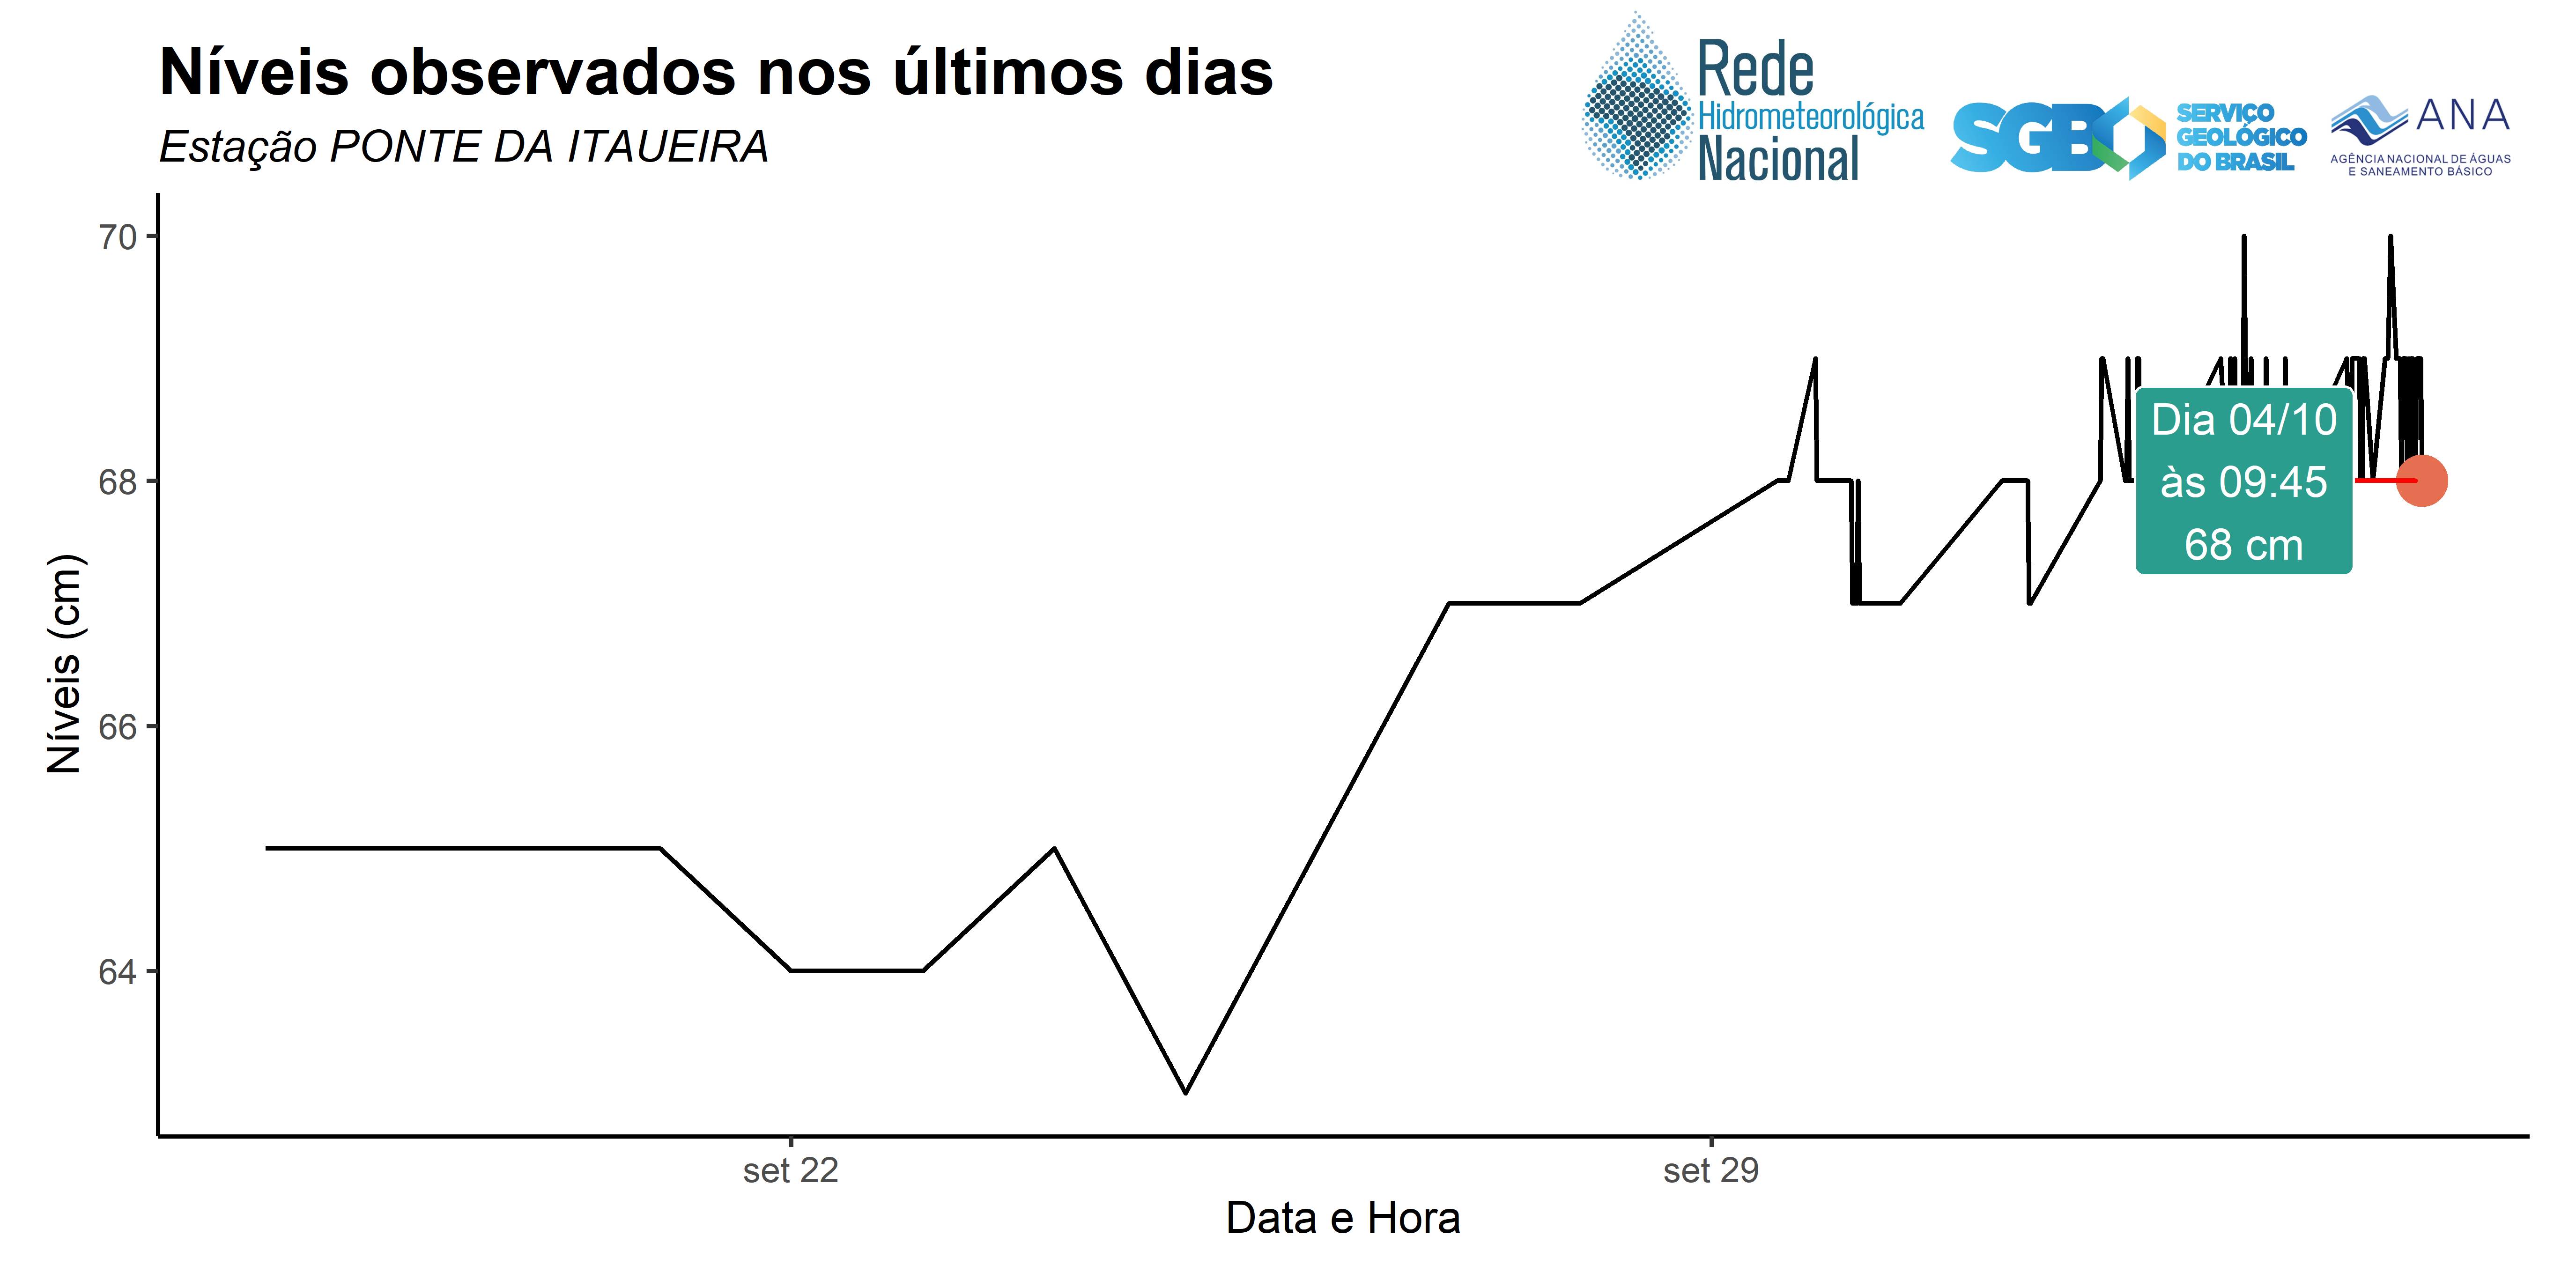 Níveis observados nos últimos dias
Estação PONTE DA ITAUEIRA
Rede
Hidrometeorológica
Nacional
SGB
SERVIÇO
GEOLÓGICO
DO BRASIL
ANA
AGÊNCIA NACIONAL DE ÁGUAS
E SANEAMENTO BÁSICO
70
68
66
64
Níveis (cm)
Dia 04/10
às 09:45
68 cm
set 22
set 29
Data e Hora